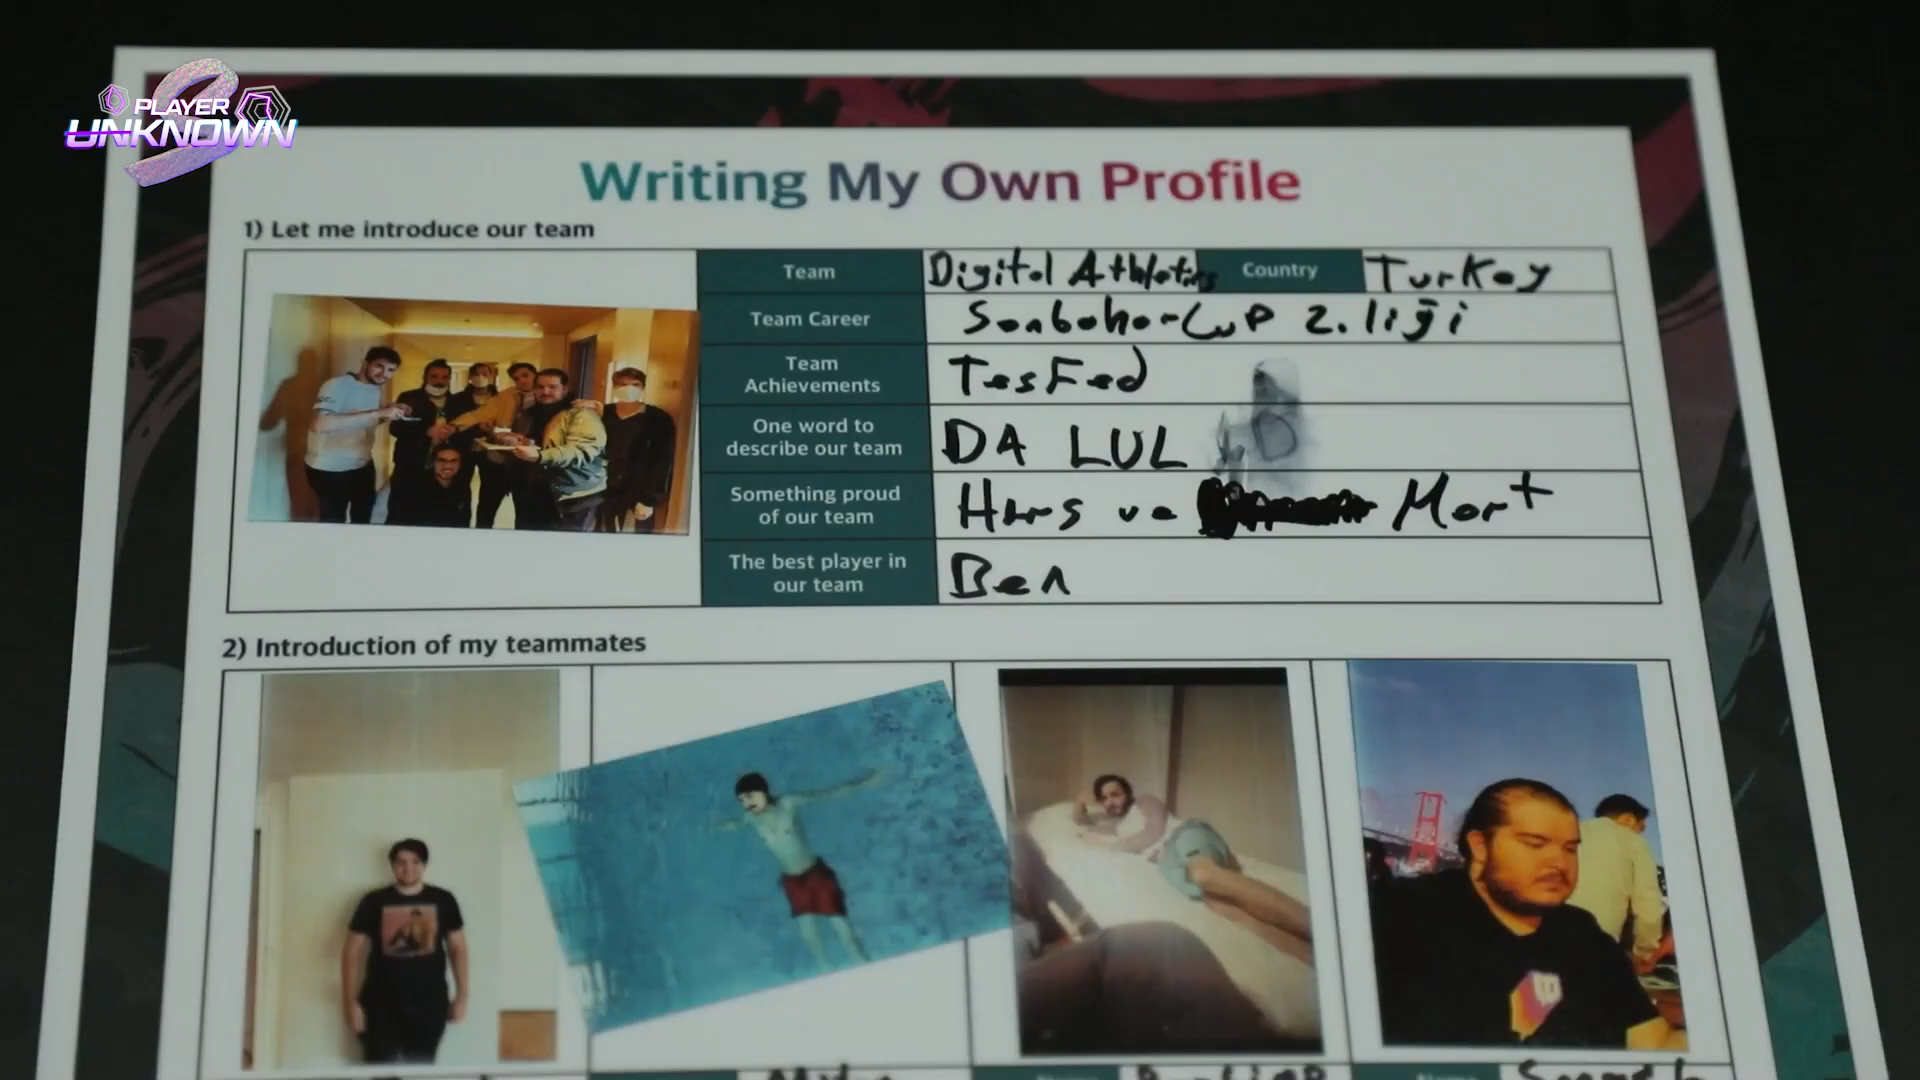 PLAYER
UNKNOWN
Writing My Own Profile
1) Let me introduce our team
Team Digital Athletics Country Turkey
Team Career Sonbahar Cup 2. ligi
Team Achievements TesFed
One word to describe our team DA LUL
Something proud of our team Hırs ve Mert
The best player in our team Ben
2) Introduction of my teammates